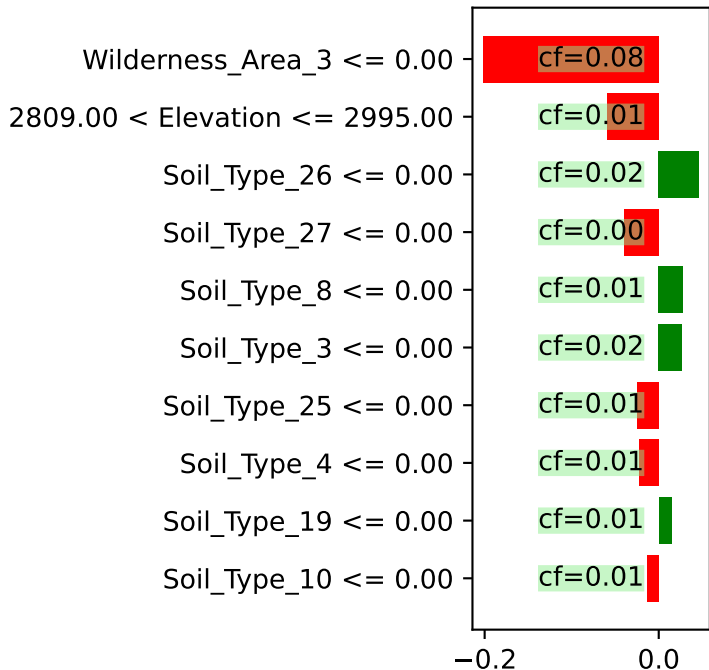 Wilderness_Area_3 <= 0.00 cf=0.08
2809.00 < Elevation <= 2995.00 cf=0.01
Soil_Type_26 <= 0.00 cf=0.02
Soil_Type_27 <= 0.00 cf=0.00
Soil_Type_8 <= 0.00 cf=0.01
Soil_Type_3 <= 0.00 cf=0.02
Soil_Type_25 <= 0.00 cf=0.01
Soil_Type_4 <= 0.00 cf=0.01
Soil_Type_19 <= 0.00 cf=0.01
Soil_Type_10 <= 0.00 cf=0.01
−0.2 0.0